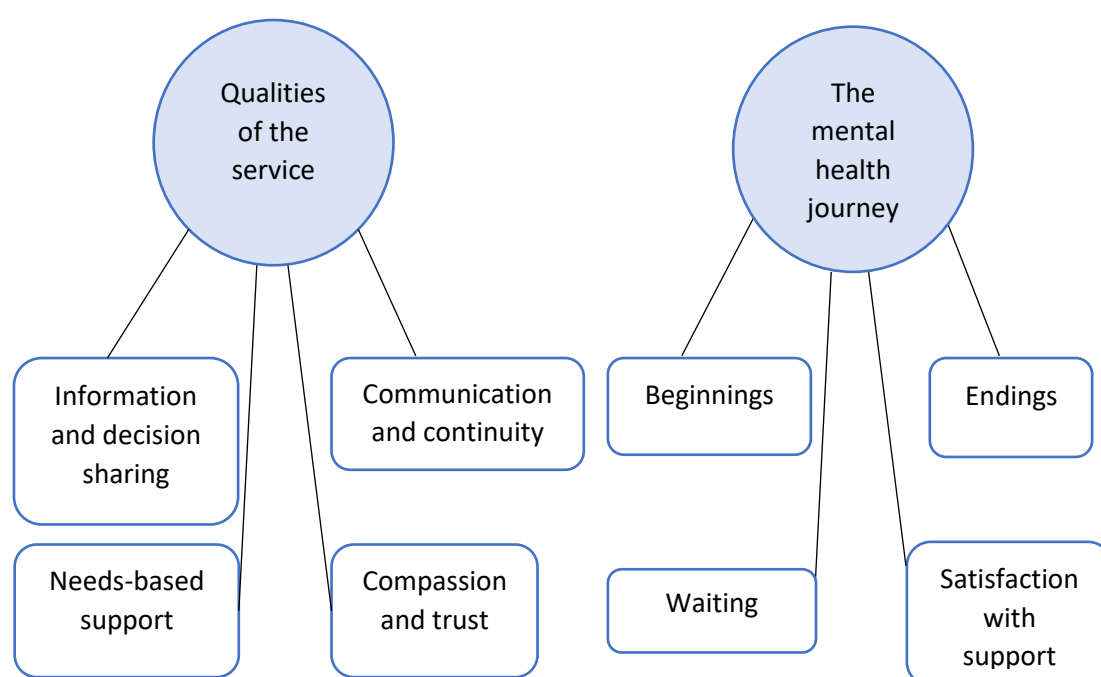 Qualities
of the
service
The
mental
health
journey
Information
and decision
sharing
Communication
and continuity
Beginnings
Endings
Needs-based
support
Compassion
and trust
Waiting
Satisfaction
with
support